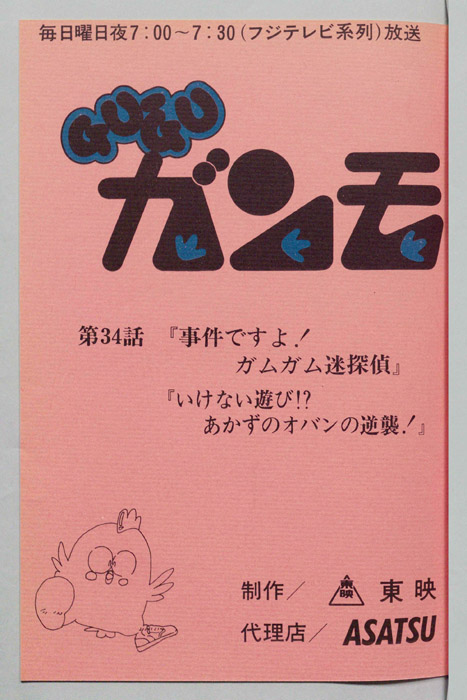 毎日曜日夜7:00~7:30(フジテレビ系列)放送
GuGu
ガンモ
第34話 『事件ですよ!
ガムガム迷探偵』
『いけない遊び!?
あかずのオバンの逆襲!』
制作/ 東映 東映
代理店/ ASATSU